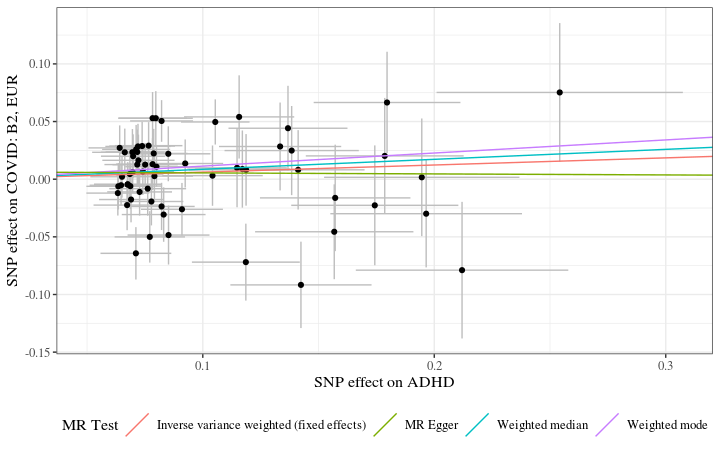 0.10
0.05
0.00
-0.05
-0.10
-0.15
SNP effect on COVID: B2, EUR
0.1 0.2 0.3
SNP effect on ADHD
MR Test Inverse variance weighted (fixed effects) MR Egger Weighted median Weighted mode